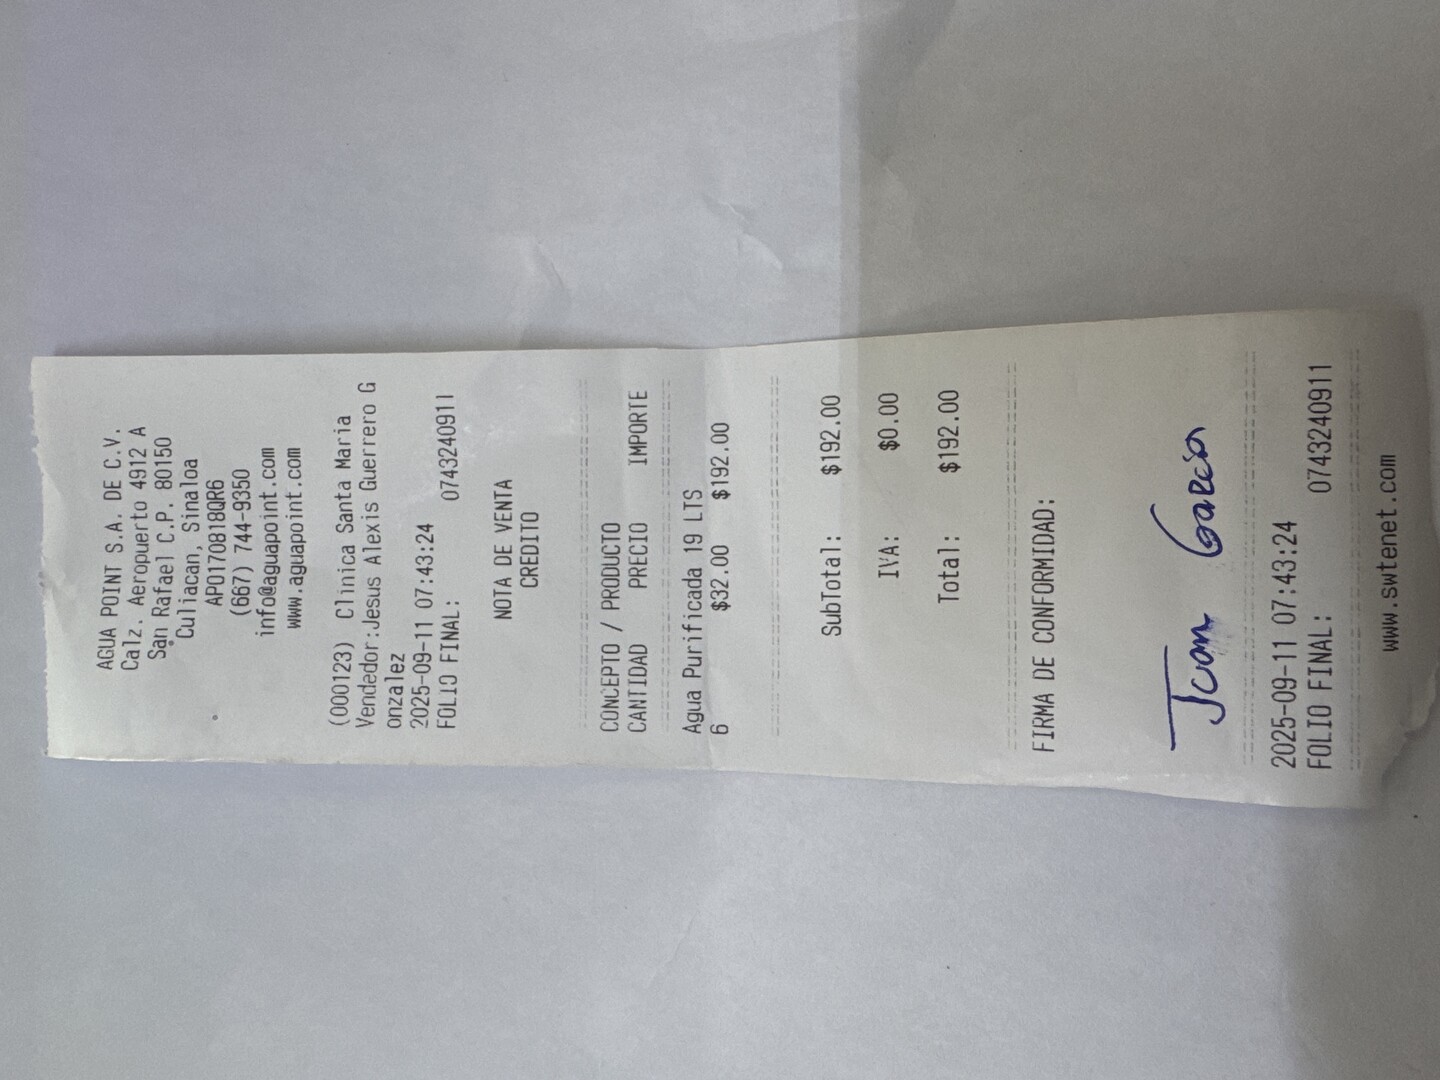 AGUA POINT S.A. DE C.V.
Calz. Aeropuerto 4912 A
San Rafael C.P. 80150
Culiacan, Sinaloa
APO170818QR6
(667) 744-9350
info@aguapoint.com
www.aguapoint.com
(000123) Clinica Santa Maria
Vendedor:Jesus Alexis Guerrero G
onzalez
2025-09-11 07:43:24
FOLIO FINAL: 0743240911
NOTA DE VENTA
CREDITO
CONCEPTO / PRODUCTO
CANTIDAD PRECIO IMPORTE
Agua Purificada 19 LTS
6 $32.00 $192.00
SubTotal: $192.00
IVA: $0.00
Total: $192.00
FIRMA DE CONFORMIDAD:
Juan García
2025-09-11 07:43:24
FOLIO FINAL: 0743240911
www.swtenet.com